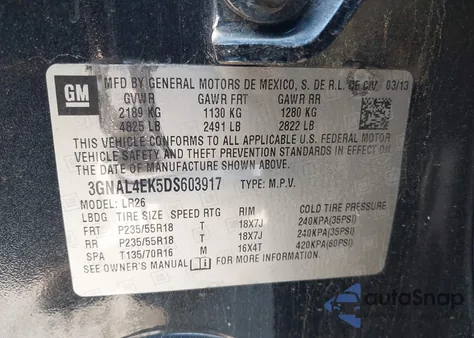 GM
MFD BY GENERAL MOTORS DE MEXICO, S. DE R.L. DE C.V. 03/13
GVWR GAWR FRT GAWR RR
2189 KG 1130 KG 1280 KG
4825 LB 2491 LB 2822 LB
THIS VEHICLE CONFORMS TO ALL APPLICABLE U.S. FEDERAL MOTOR
VEHICLE SAFETY AND THEFT PREVENTION STANDARDS IN EFFECT ON
THE DATE OF MANUFACTURE SHOWN ABOVE.
3GNAL4EK5DS603917 TYPE: M.P.V.
MODEL: LR26
LBDG TIRE SIZE SPEED RTG RIM COLD TIRE PRESSURE
FRT P235/55R18 T 18X7J 240KPA(35PSI)
RR P235/55R18 T 18X7J 240KPA(35PSI)
SPA T135/70R16 M 16X4T 420KPA(60PSI)
SEE OWNER'S MANUAL FOR MORE INFORMATION.
autoSnap